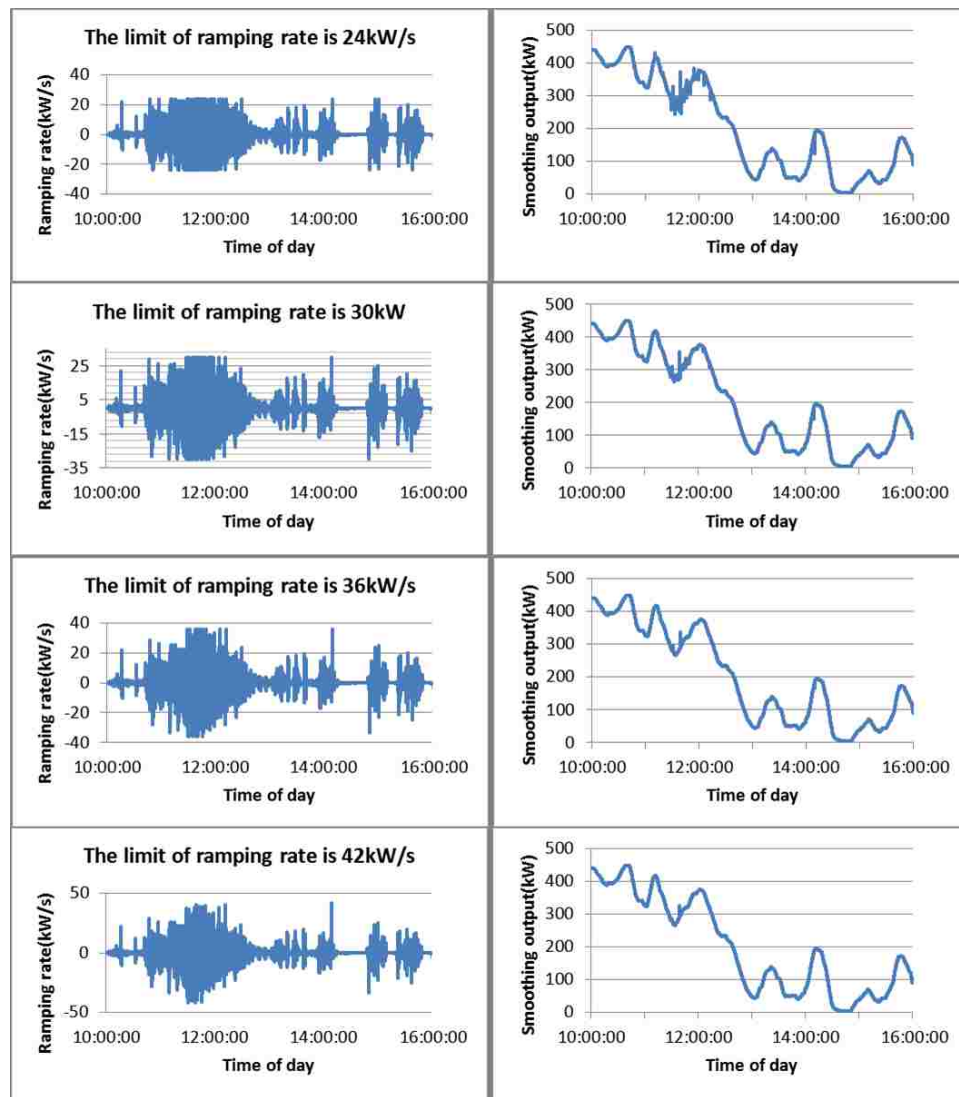 The limit of ramping rate is 24kW/s
Ramping rate(kW/s)
40
20
0
-20
-40
10:00:00 12:00:00 14:00:00 16:00:00
Time of day
Smoothing output(kW)
500
400
300
200
100
0
10:00:00 12:00:00 14:00:00 16:00:00
Time of day
The limit of ramping rate is 30kW
Ramping rate(kW/s)
25
5
-15
-35
10:00:00 12:00:00 14:00:00 16:00:00
Time of day
Smoothing output(kW)
500
400
300
200
100
0
10:00:00 12:00:00 14:00:00 16:00:00
Time of day
The limit of ramping rate is 36kW/s
Ramping rate(kW/s)
40
20
0
-20
-40
10:00:00 12:00:00 14:00:00 16:00:00
Time of day
Smoothing output(kW)
500
400
300
200
100
0
10:00:00 12:00:00 14:00:00 16:00:00
Time of day
The limit of ramping rate is 42kW/s
Ramping rate(kW/s)
50
0
-50
10:00:00 12:00:00 14:00:00 16:00:00
Time of day
Smoothing output(kW)
500
400
300
200
100
0
10:00:00 12:00:00 14:00:00 16:00:00
Time of day